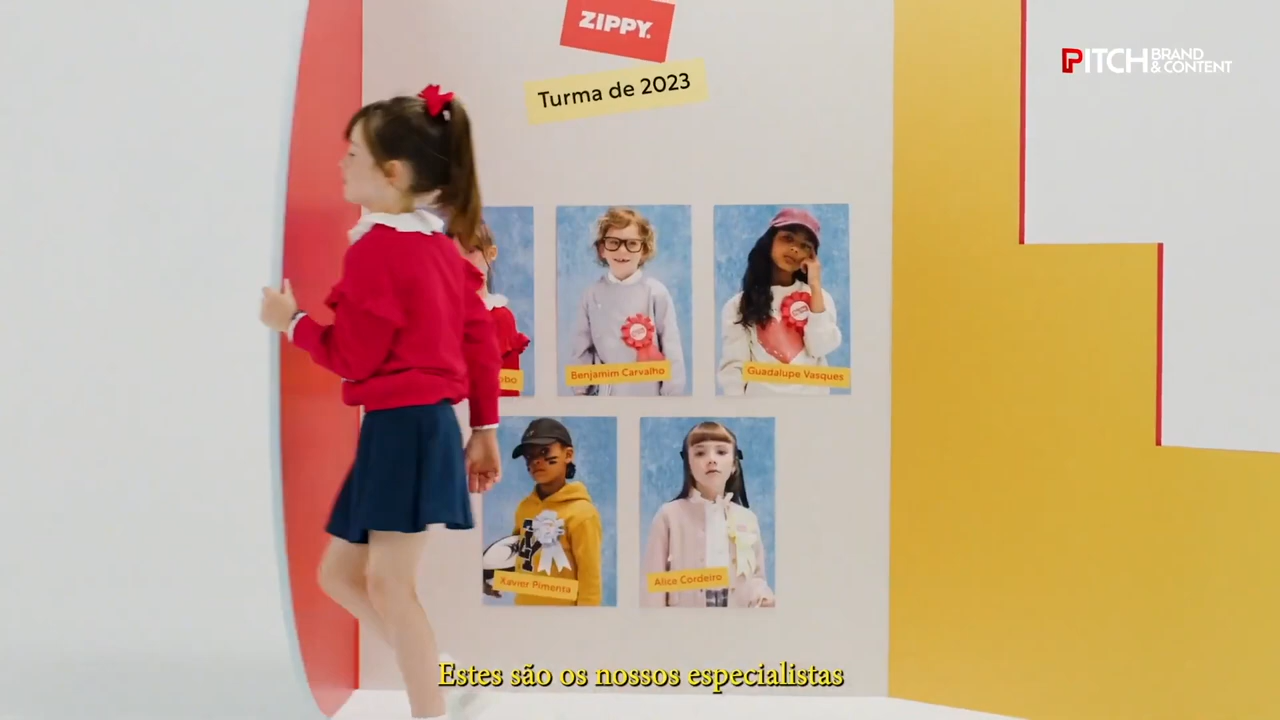 ZIPPY.
PITCH BRAND
& CONTENT
Turma de 2023
Benjamim Carvalho
Guadalupe Vasques
Xavier Pimenta
Alice Cordeiro
Estes são os nossos especialistas